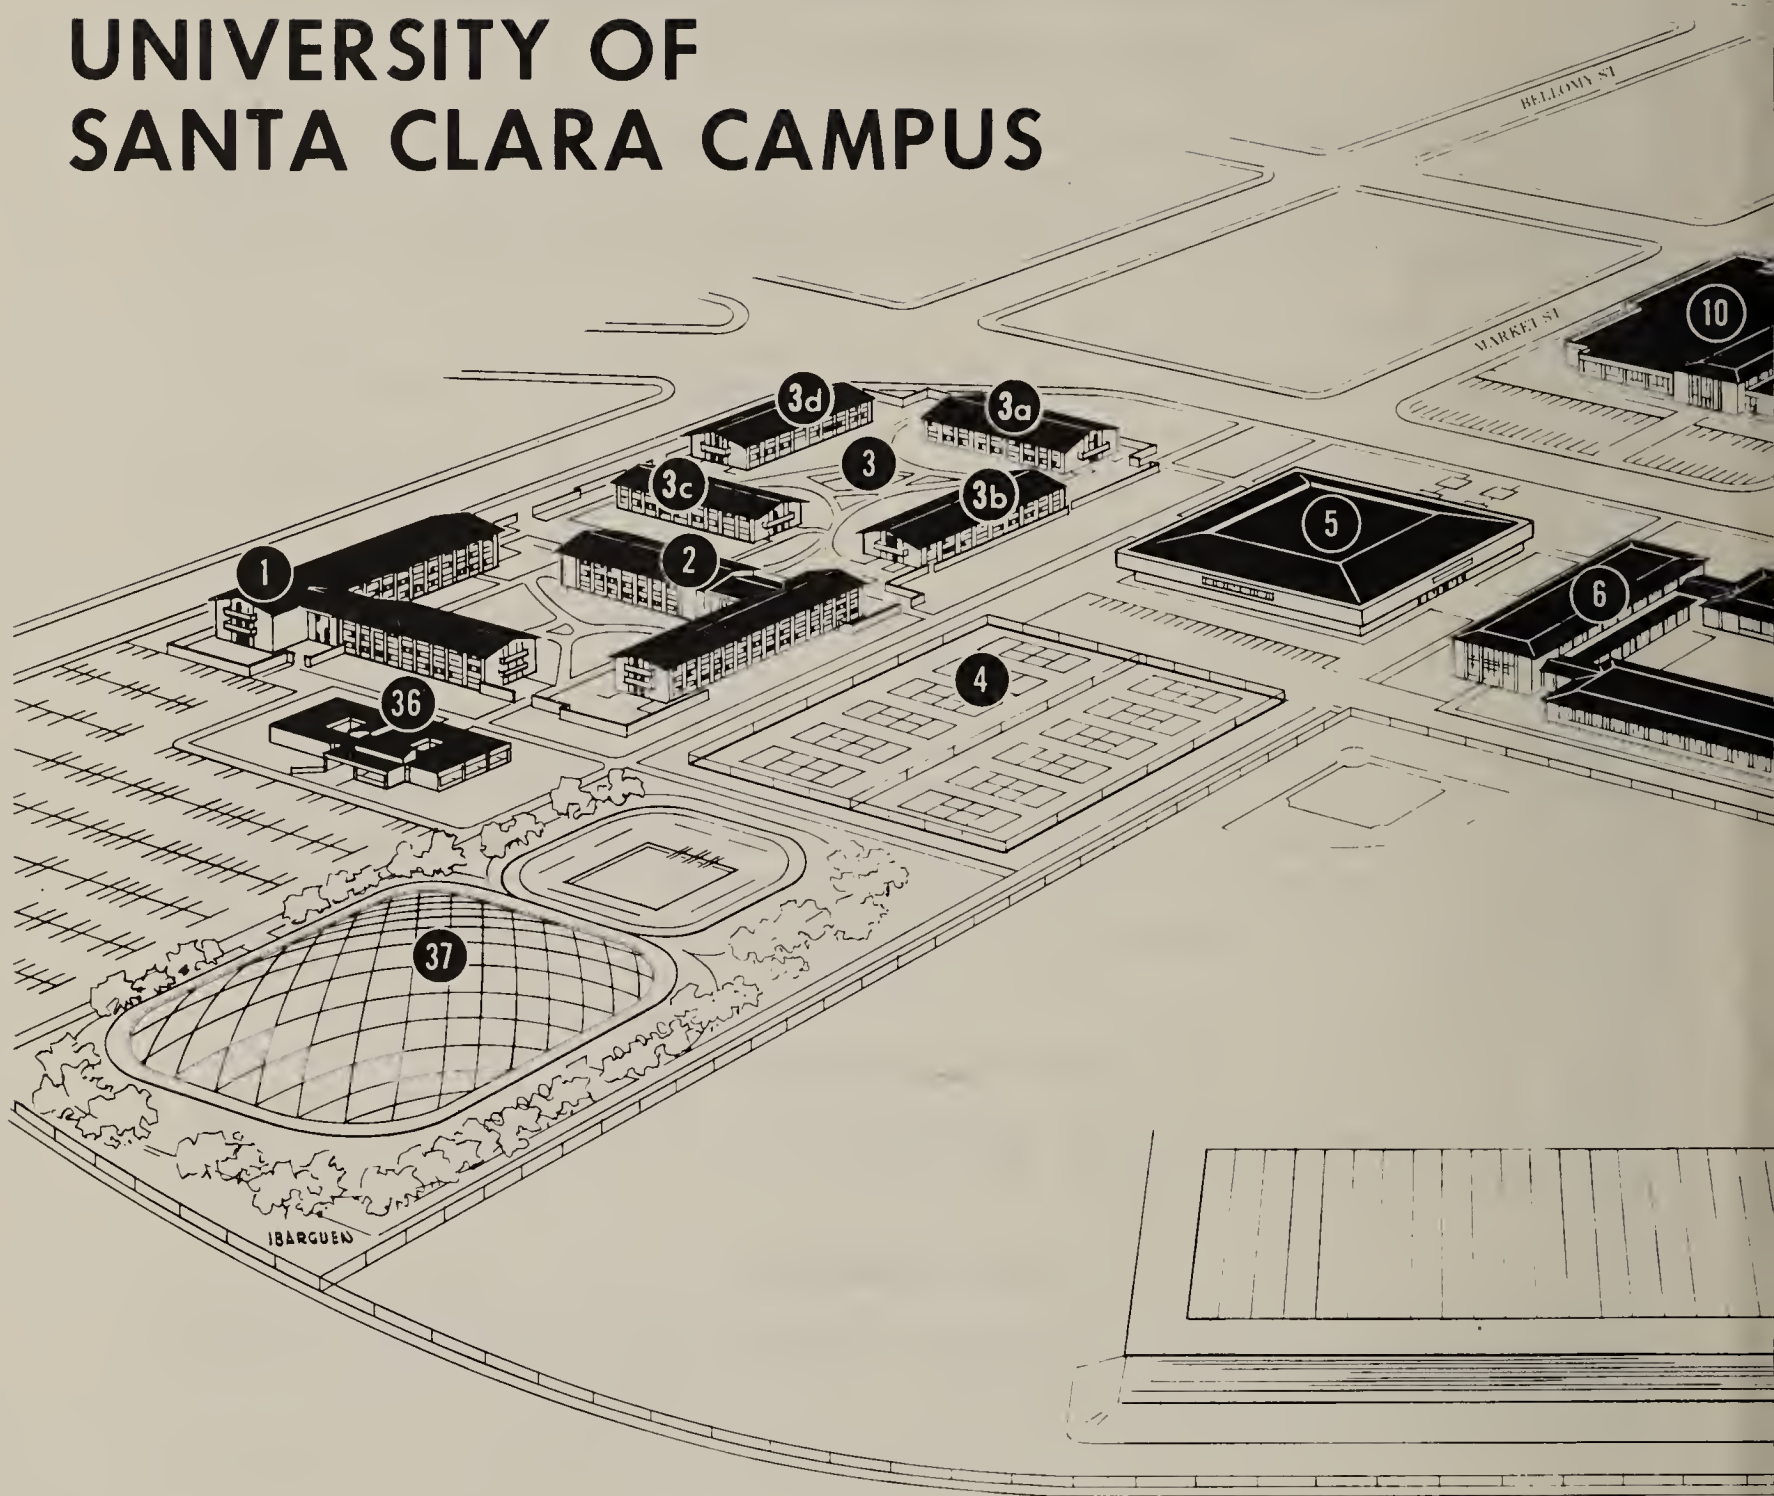 UNIVERSITY OF
SANTA CLARA CAMPUS
BELLOMY ST
MARKET ST
10
3d
3a
3
3c
3b
5
2
1
6
4
36
37
IBARGUEN